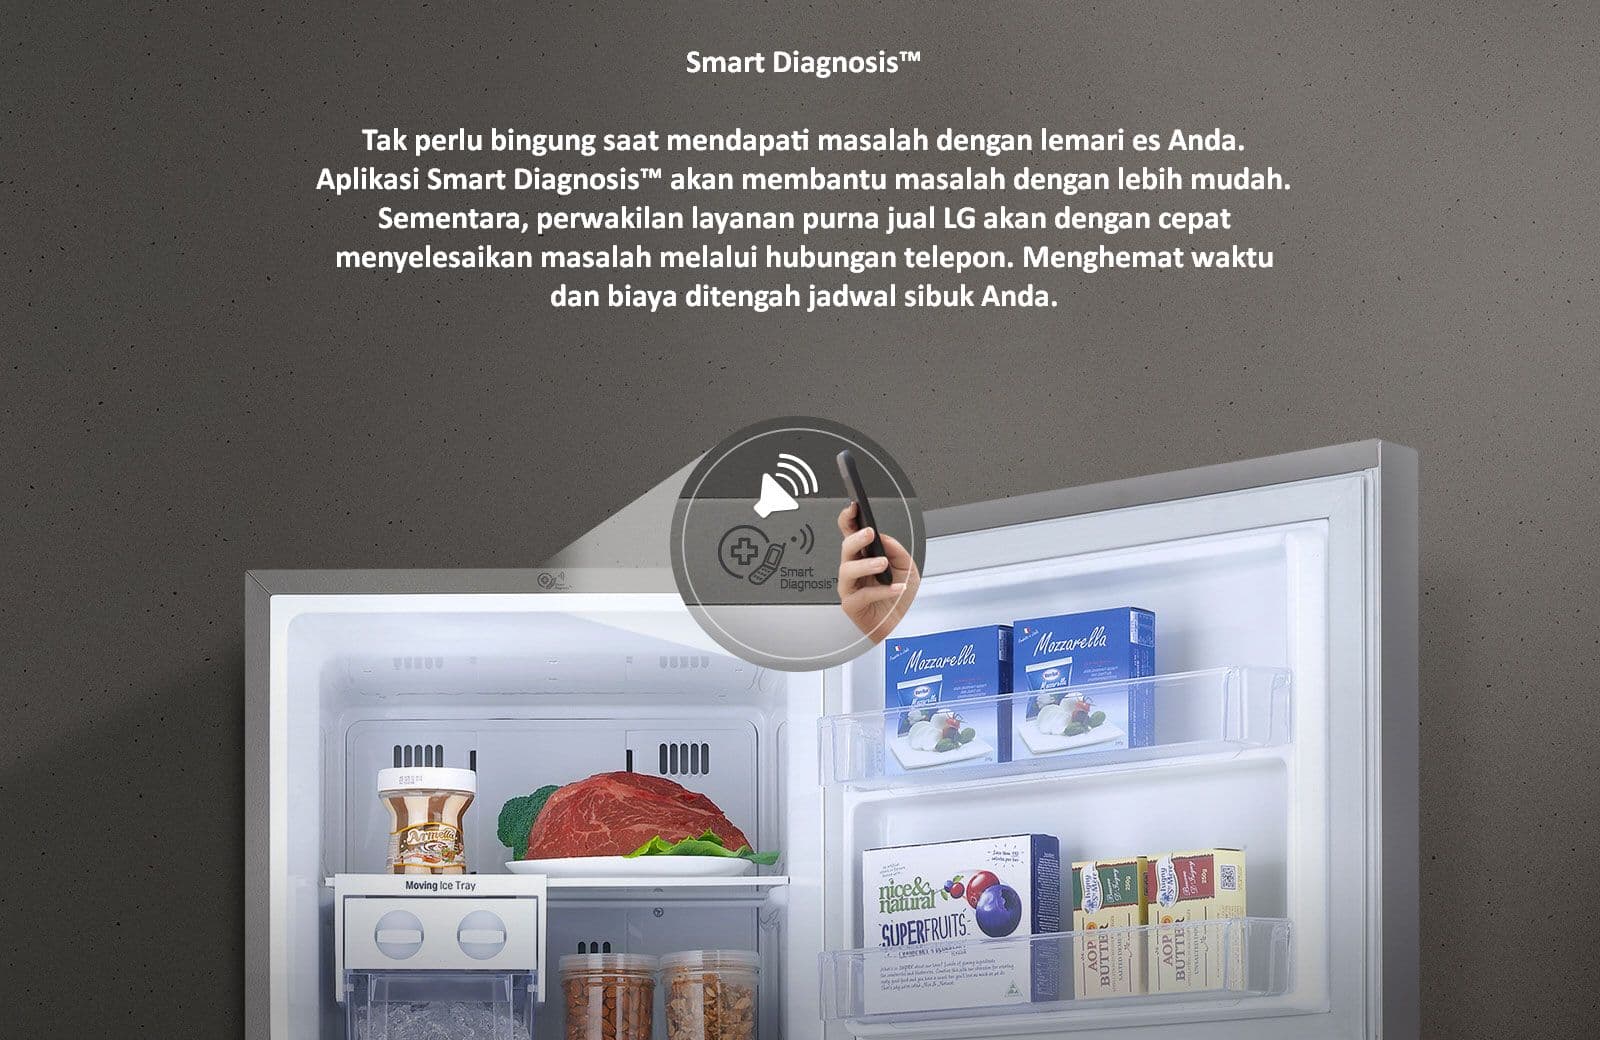 Smart Diagnosis™
Tak perlu bingung saat mendapati masalah dengan lemari es Anda.
Aplikasi Smart Diagnosis™ akan membantu masalah dengan lebih mudah.
Sementara, perwakilan layanan purna jual LG akan dengan cepat
menyelesaikan masalah melalui hubungan telepon. Menghemat waktu
dan biaya ditengah jadwal sibuk Anda.
Smart
Diagnosis™
Mozzarella
Mozzarella
Armella
Moving Ice Tray
nice&
natural
SUPERFRUITS
AOP
BUTTER
AOP
BUTTER
250g
250g